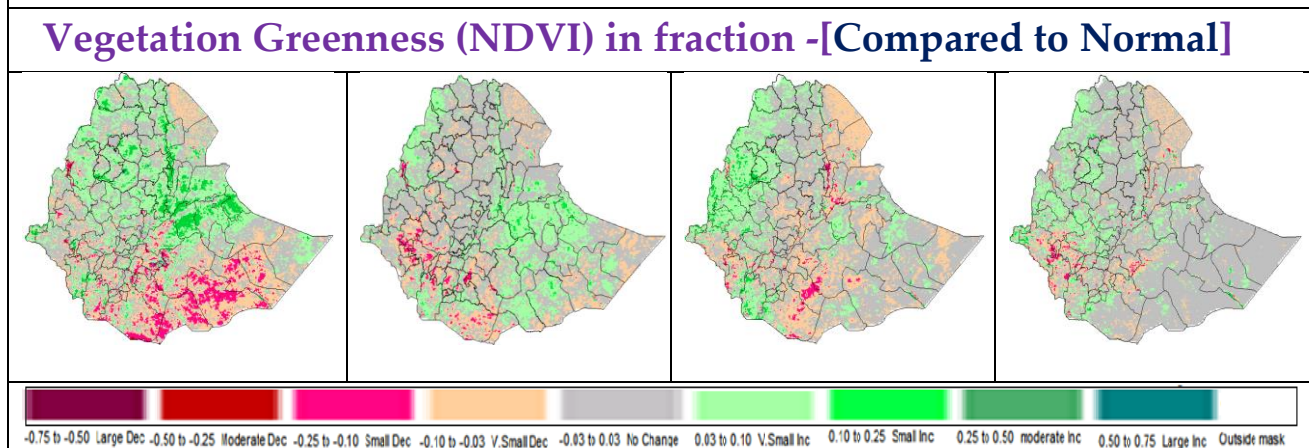 Vegetation Greenness (NDVI) in fraction -[Compared to Normal]
-0.75 to -0.50 Large Dec -0.50 to -0.25 Moderate Dec -0.25 to -0.10 Small Dec -0.10 to -0.03 V.Small Dec -0.03 to 0.03 No Change 0.03 to 0.10 V.Small Inc 0.10 to 0.25 Small Inc 0.25 to 0.50 moderate Inc 0.50 to 0.75 Large Inc Outside mask